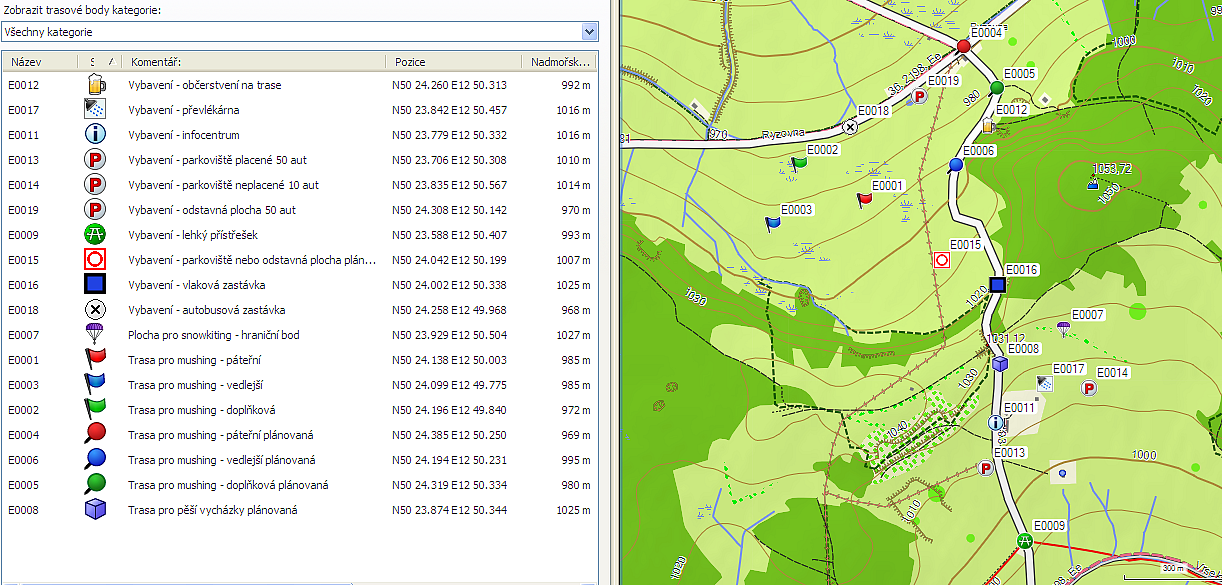 Zobrazit trasové body kategorie:
Všechny kategorie
Název S Komentář: Pozice Nadmořsk...
E0012 Vybavení - občerstvení na trase N50 24.260 E12 50.313 992 m
E0017 Vybavení - převlékárna N50 23.842 E12 50.457 1016 m
E0011 Vybavení - infocentrum N50 23.779 E12 50.332 1016 m
E0013 P Vybavení - parkoviště placené 50 aut N50 23.706 E12 50.308 1010 m
E0014 P Vybavení - parkoviště neplacené 10 aut N50 23.835 E12 50.567 1014 m
E0019 P Vybavení - odstavná plocha 50 aut N50 24.308 E12 50.142 970 m
E0009 Vybavení - lehký přístřešek N50 23.588 E12 50.407 993 m
E0015 Vybavení - parkoviště nebo odstavná plocha plán... N50 24.042 E12 50.199 1007 m
E0016 Vybavení - vlaková zastávka N50 24.002 E12 50.338 1025 m
E0018 Vybavení - autobusová zastávka N50 24.258 E12 49.968 968 m
E0007 Plocha pro snowkiting - hraniční bod N50 23.929 E12 50.504 1027 m
E0001 Trasa pro mushing - páteřní N50 24.138 E12 50.003 985 m
E0003 Trasa pro mushing - vedlejší N50 24.099 E12 49.775 985 m
E0002 Trasa pro mushing - doplňková N50 24.196 E12 49.840 972 m
E0004 Trasa pro mushing - páteřní plánovaná N50 24.385 E12 50.250 969 m
E0006 Trasa pro mushing - vedlejší plánovaná N50 24.194 E12 50.231 995 m
E0005 Trasa pro mushing - doplňková plánovaná N50 24.319 E12 50.334 980 m
E0008 Trasa pro pěší vycházky plánovaná N50 23.874 E12 50.344 1025 m
E0004
1000
1010
1020
E0005
E0019
P
980
E0018
E0012
970
Ryzovna
E0002
E0006
1053,72
1030
E0001
E0003
E0015
E0016
1030
1020
E0007
1031,12
E0008
1030
E0017
E0014
P
E0011
1040
E0013
P
1000
1010
E0009
1020
300 m